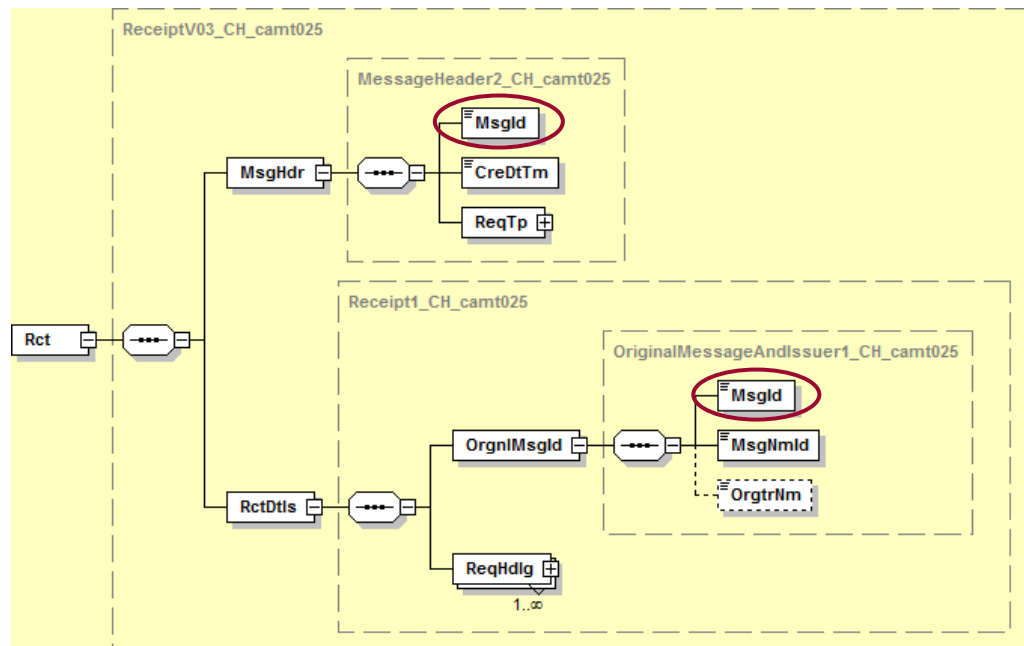 ReceiptV03_CH_camt025
MessageHeader2_CH_camt025
MsgId
MsgHdr
CreDtTm
ReqTp
Receipt1_CH_camt025
Rct
OriginalMessageAndIssuer1_CH_camt025
MsgId
OrgnlMsgId
MsgNmId
OrgtrNm
RctDtls
ReqHdlg
1..∞